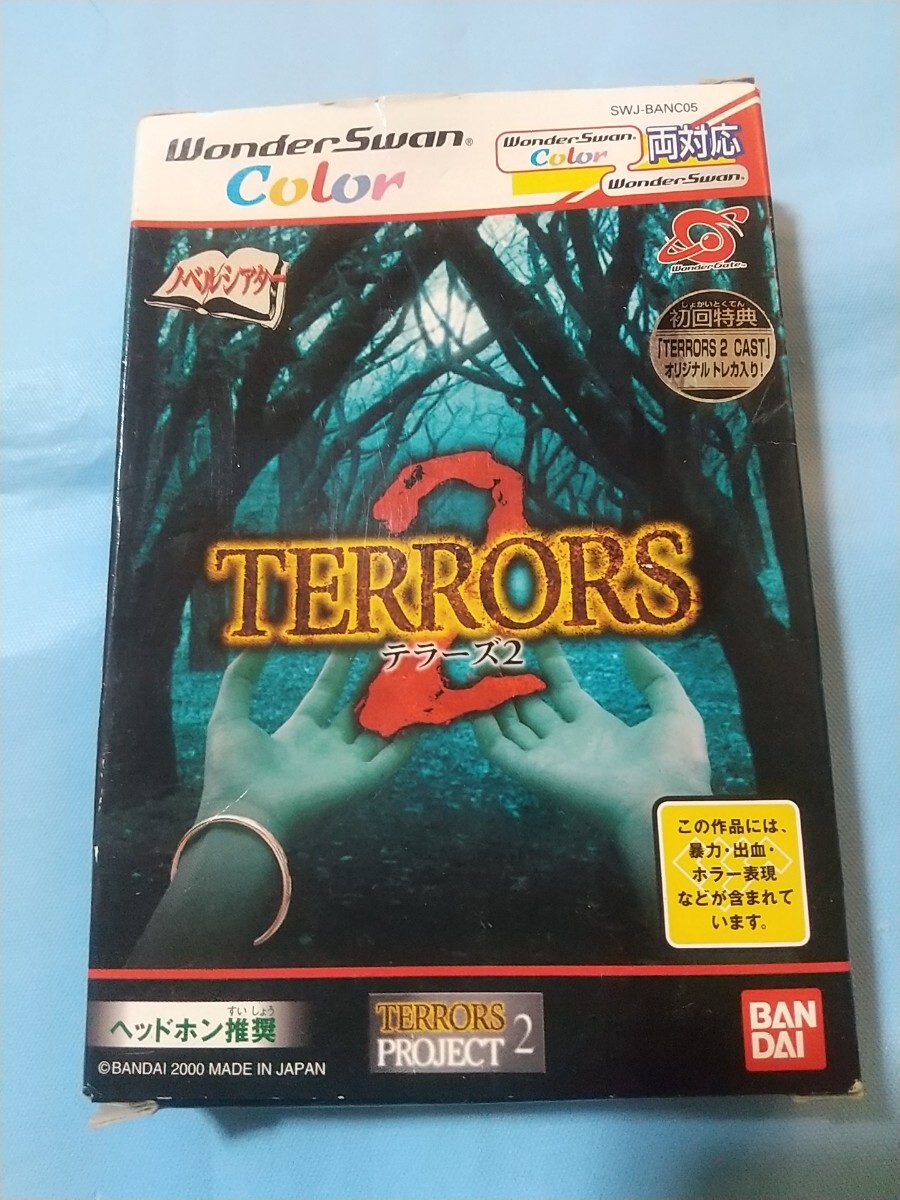 SWJ-BANC05
WonderSwan®
Color
WonderSwan®
Color
両対応
WonderSwan®
ノベルシアター
WonderGate®
しょかいとくてん
初回特典
「TERRORS 2 CAST」
オリジナルトレカ入り!
2
TERRORS
テラーズ2
この作品には、
暴力・出血・
ホラー表現
などが含まれて
います。
すいしょう
ヘッドホン推奨
TERRORS
PROJECT 2
BAN
DAI
©BANDAI 2000 MADE IN JAPAN